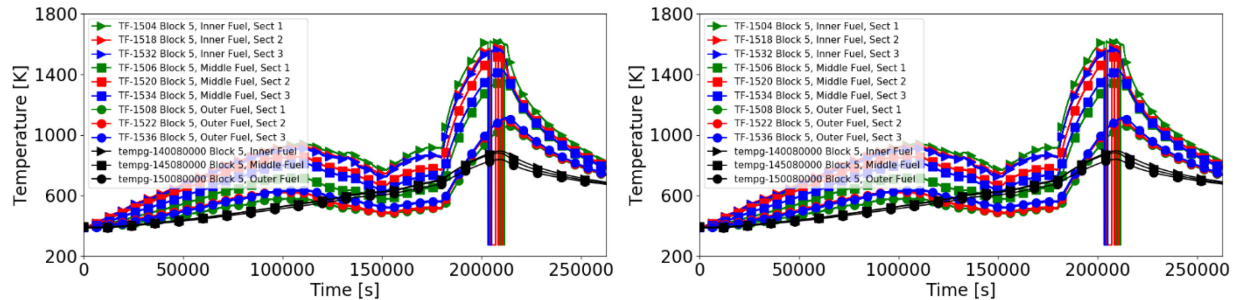 1800
1400
1000
600
200
Temperature [K]
TF-1504 Block 5, Inner Fuel, Sect 1
TF-1518 Block 5, Inner Fuel, Sect 2
TF-1532 Block 5, Inner Fuel, Sect 3
TF-1506 Block 5, Middle Fuel, Sect 1
TF-1520 Block 5, Middle Fuel, Sect 2
TF-1534 Block 5, Middle Fuel, Sect 3
TF-1508 Block 5, Outer Fuel, Sect 1
TF-1522 Block 5, Outer Fuel, Sect 2
TF-1536 Block 5, Outer Fuel, Sect 3
tempg-140080000 Block 5, Inner Fuel
tempg-145080000 Block 5, Middle Fuel
tempg-150080000 Block 5, Outer Fuel
0 50000 100000 150000 200000 250000
Time [s]
1800
1400
1000
600
200
Temperature [K]
TF-1504 Block 5, Inner Fuel, Sect 1
TF-1518 Block 5, Inner Fuel, Sect 2
TF-1532 Block 5, Inner Fuel, Sect 3
TF-1506 Block 5, Middle Fuel, Sect 1
TF-1520 Block 5, Middle Fuel, Sect 2
TF-1534 Block 5, Middle Fuel, Sect 3
TF-1508 Block 5, Outer Fuel, Sect 1
TF-1522 Block 5, Outer Fuel, Sect 2
TF-1536 Block 5, Outer Fuel, Sect 3
tempg-140080000 Block 5, Inner Fuel
tempg-145080000 Block 5, Middle Fuel
tempg-150080000 Block 5, Outer Fuel
0 50000 100000 150000 200000 250000
Time [s]